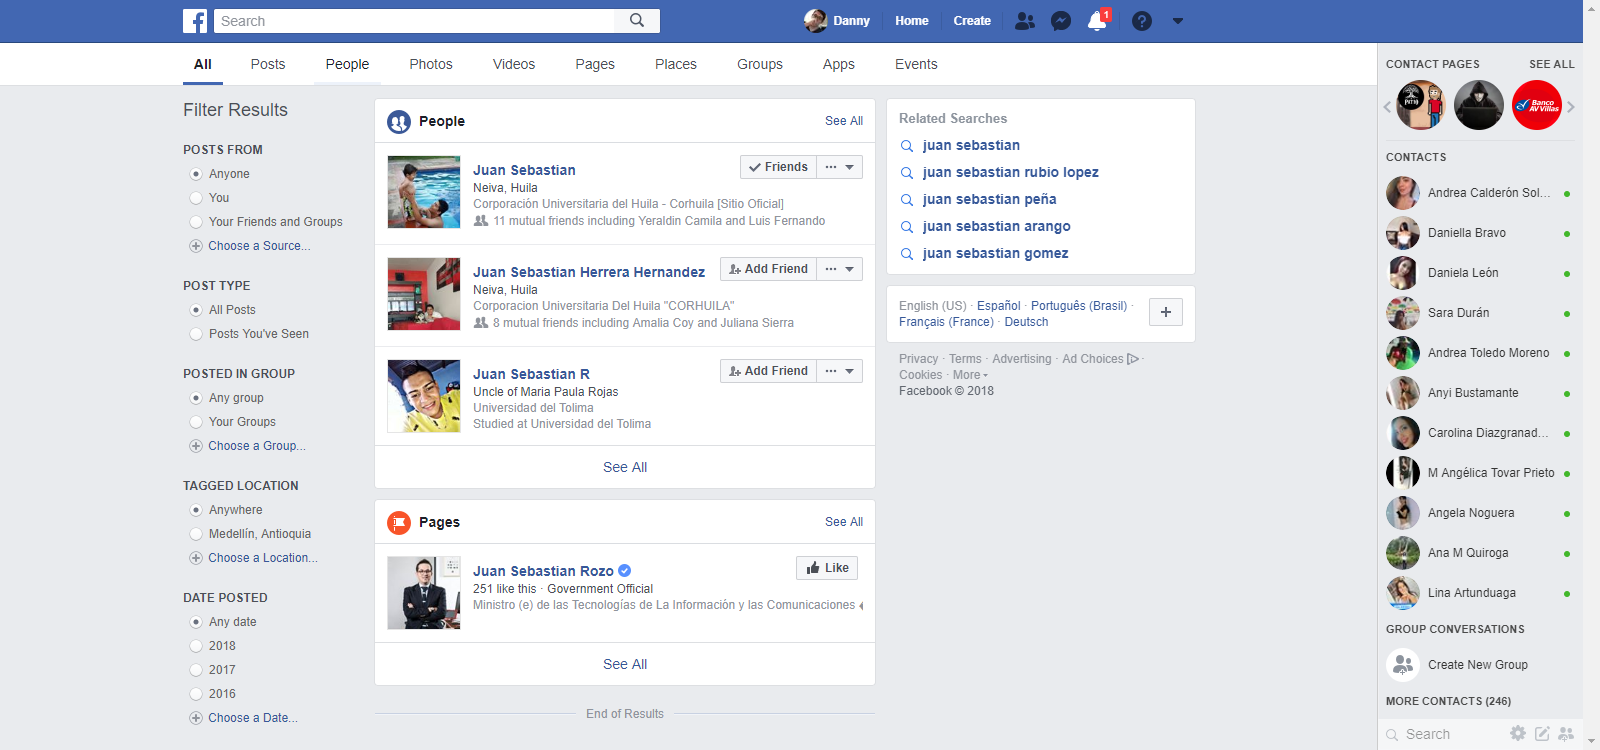 Search
Danny
Home
Create
1
All
Posts
People
Photos
Videos
Pages
Places
Groups
Apps
Events
Filter Results
POSTS FROM
Anyone
You
Your Friends and Groups
Choose a Source...
POST TYPE
All Posts
Posts You've Seen
POSTED IN GROUP
Any group
Your Groups
Choose a Group...
TAGGED LOCATION
Anywhere
Medellín, Antioquia
Choose a Location...
DATE POSTED
Any date
2018
2017
2016
Choose a Date...
People
See All
Juan Sebastian
Friends
Neiva, Huila
Corporación Universitaria del Huila - Corhuila [Sitio Oficial]
11 mutual friends including Yeraldin Camila and Luis Fernando
Juan Sebastian Herrera Hernandez
Add Friend
Neiva, Huila
Corporacion Universitaria Del Huila "CORHUILA"
8 mutual friends including Amalia Coy and Juliana Sierra
Juan Sebastian R
Add Friend
Uncle of Maria Paula Rojas
Universidad del Tolima
Studied at Universidad del Tolima
See All
Pages
See All
Juan Sebastian Rozo
Like
251 like this · Government Official
Ministro (e) de las Tecnologías de La Información y las Comunicaciones
See All
End of Results
Related Searches
juan sebastian
juan sebastian rubio lopez
juan sebastian peña
juan sebastian arango
juan sebastian gomez
English (US) · Español · Português (Brasil) ·
Français (France) · Deutsch
Privacy · Terms · Advertising · Ad Choices ·
Cookies · More
Facebook © 2018
CONTACT PAGES
SEE ALL
Banco
AV Villas
CONTACTS
Andrea Calderón Sol...
Daniella Bravo
Daniela León
Sara Durán
Andrea Toledo Moreno
Anyi Bustamante
Carolina Diazgranad...
M Angélica Tovar Prieto
Angela Noguera
Ana M Quiroga
Lina Artunduaga
GROUP CONVERSATIONS
Create New Group
MORE CONTACTS (246)
Search